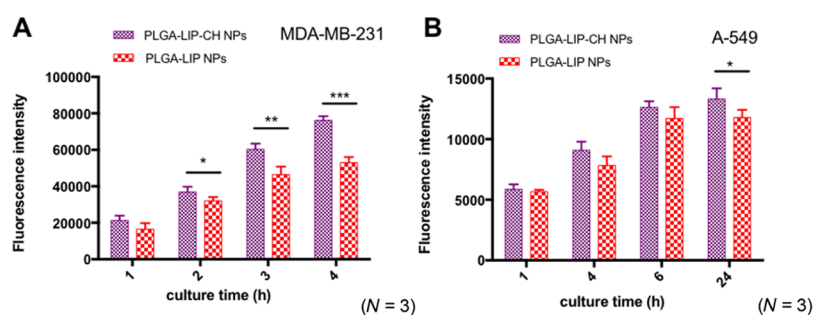 A
PLGA-LIP-CH NPs
PLGA-LIP NPs
MDA-MB-231
Fluorescence intensity
100000
80000
60000
40000
20000
0
*
**
***
1
2
3
4
culture time (h)
(N = 3)
B
PLGA-LIP-CH NPs
PLGA-LIP NPs
A-549
Fluorescence intensity
15000
10000
5000
0
*
1
4
6
24
culture time (h)
(N = 3)